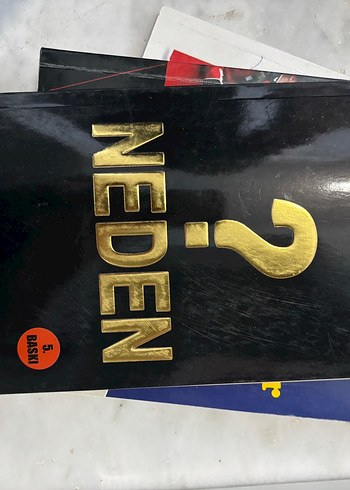 ?
NEDEN
5.
BASKI
r